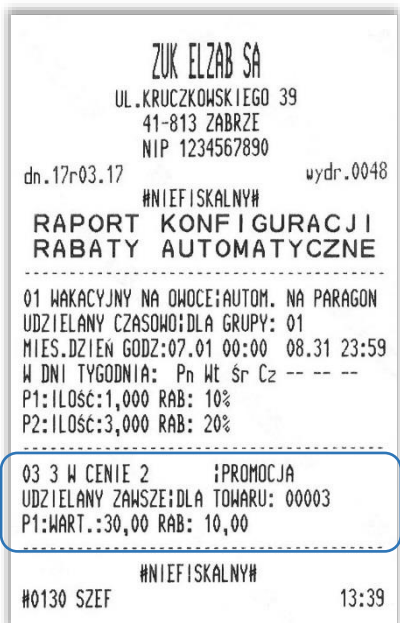 ZUK ELZAB SA
UL.KRUCZKOWSKIEGO 39
41-813 ZABRZE
NIP 1234567890
dn.17r03.17 wydr.0048
#NIEFISKALNY#
RAPORT KONFIGURACJI
RABATY AUTOMATYCZNE
01 WAKACYJNY NA OWOCE¦AUTOM. NA PARAGON
UDZIELANY CZASOWO¦DLA GRUPY: 01
MIES.DZIEŃ GODZ:07.01 00:00 08.31 23:59
W DNI TYGODNIA: Pn Wt Śr Cz -- -- --
P1:ILOŚĆ:1,000 RAB: 10%
P2:ILOŚĆ:3,000 RAB: 20%
03 3 W CENIE 2 ¦PROMOCJA
UDZIELANY ZAWSZE¦DLA TOWARU: 00003
P1:WART.:30,00 RAB: 10,00
#NIEFISKALNY#
#0130 SZEF 13:39